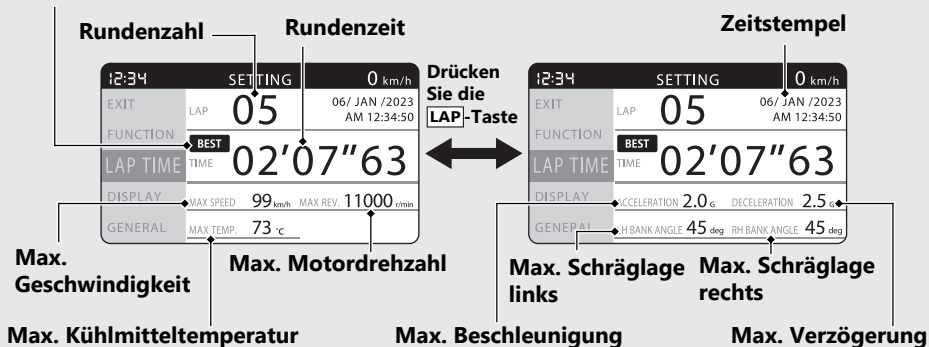 Rundenzahl
Rundenzeit
Zeitstempel
12:34 SETTING 0 km/h
EXIT
FUNCTION
LAP TIME
DISPLAY
GENERAL
LAP 05
06/ JAN /2023
AM 12:34:50
BEST
TIME 02'07"63
MAX SPEED 99 km/h MAX REV. 11000 r/min
MAX TEMP. 73 °C
Drücken
Sie die
LAP-Taste
12:34 SETTING 0 km/h
EXIT
FUNCTION
LAP TIME
DISPLAY
GENERAL
LAP 05
06/ JAN /2023
AM 12:34:50
BEST
TIME 02'07"63
ACCELERATION 2.0 G DECELERATION 2.5 G
LH BANK ANGLE 45 deg RH BANK ANGLE 45 deg
Max.
Geschwindigkeit
Max. Motordrehzahl
Max. Schräglage
links
Max. Schräglage
rechts
Max. Kühlmitteltemperatur
Max. Beschleunigung
Max. Verzögerung